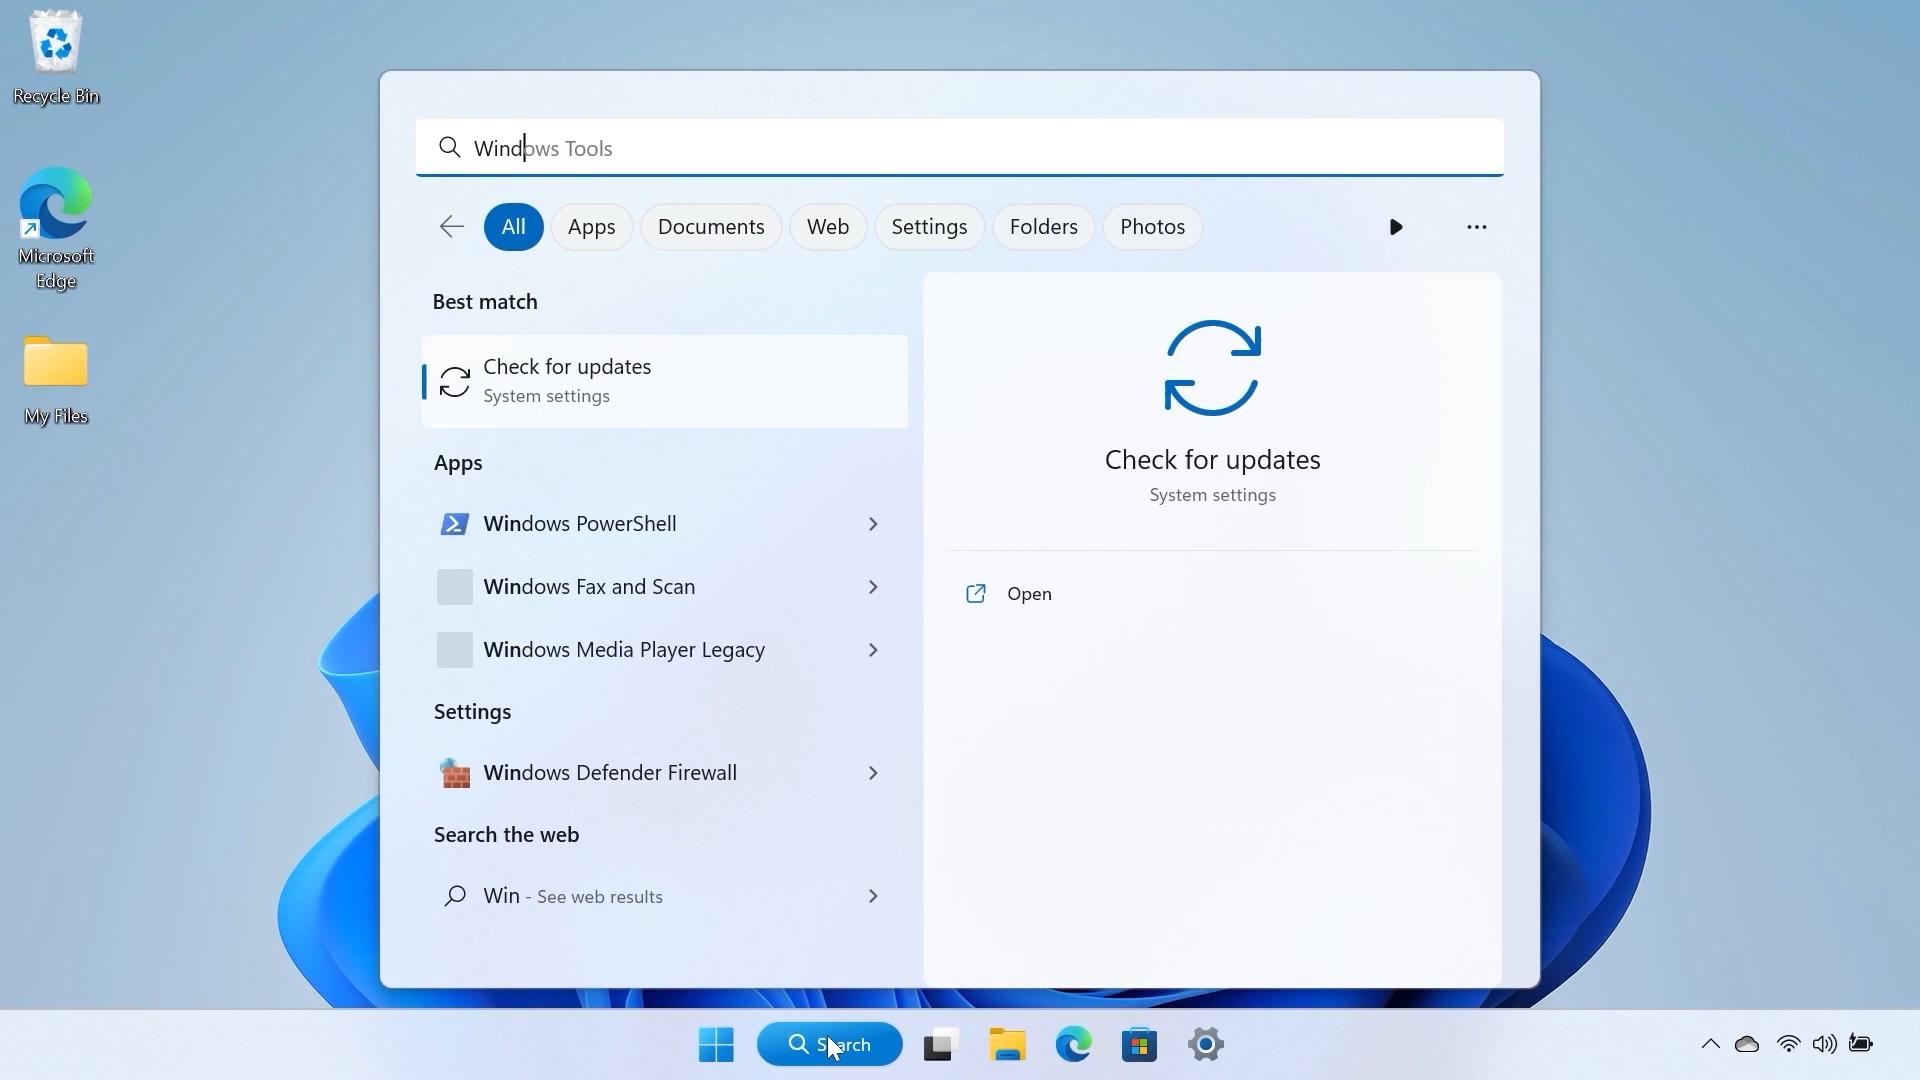 Recycle Bin
Microsoft
Edge
My Files
Windows Tools
All
Apps
Documents
Web
Settings
Folders
Photos
Best match
Check for updates
System settings
Apps
Windows PowerShell
Windows Fax and Scan
Windows Media Player Legacy
Settings
Windows Defender Firewall
Search the web
Win - See web results
Check for updates
System settings
Open
Search